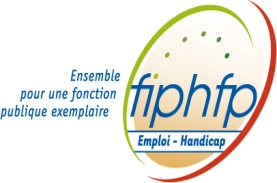 Ensemble
pour une fonction
publique exemplaire
fiphfp
Emploi - Handicap